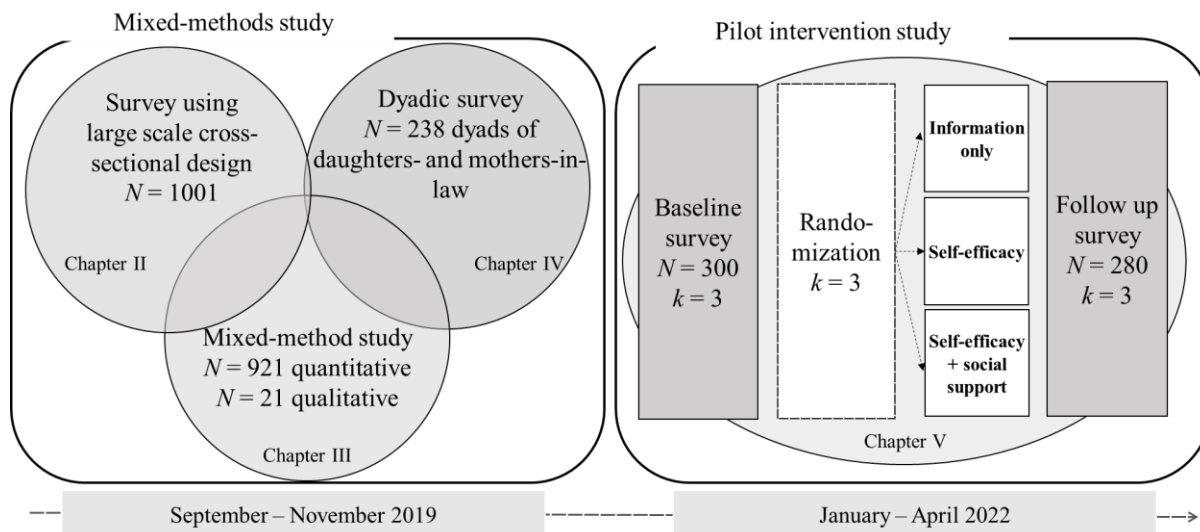 Mixed-methods study
Survey using
large scale cross-
sectional design
N = 1001
Chapter II
Dyadic survey
N = 238 dyads of
daughters- and mothers-in-
law
Chapter IV
Mixed-method study
N = 921 quantitative
N = 21 qualitative
Chapter III
September – November 2019
Pilot intervention study
Baseline
survey
N = 300
k = 3
Rando-
mization
k = 3
Information
only
Self-efficacy
Self-efficacy
+ social
support
Follow up
survey
N = 280
k = 3
Chapter V
January – April 2022